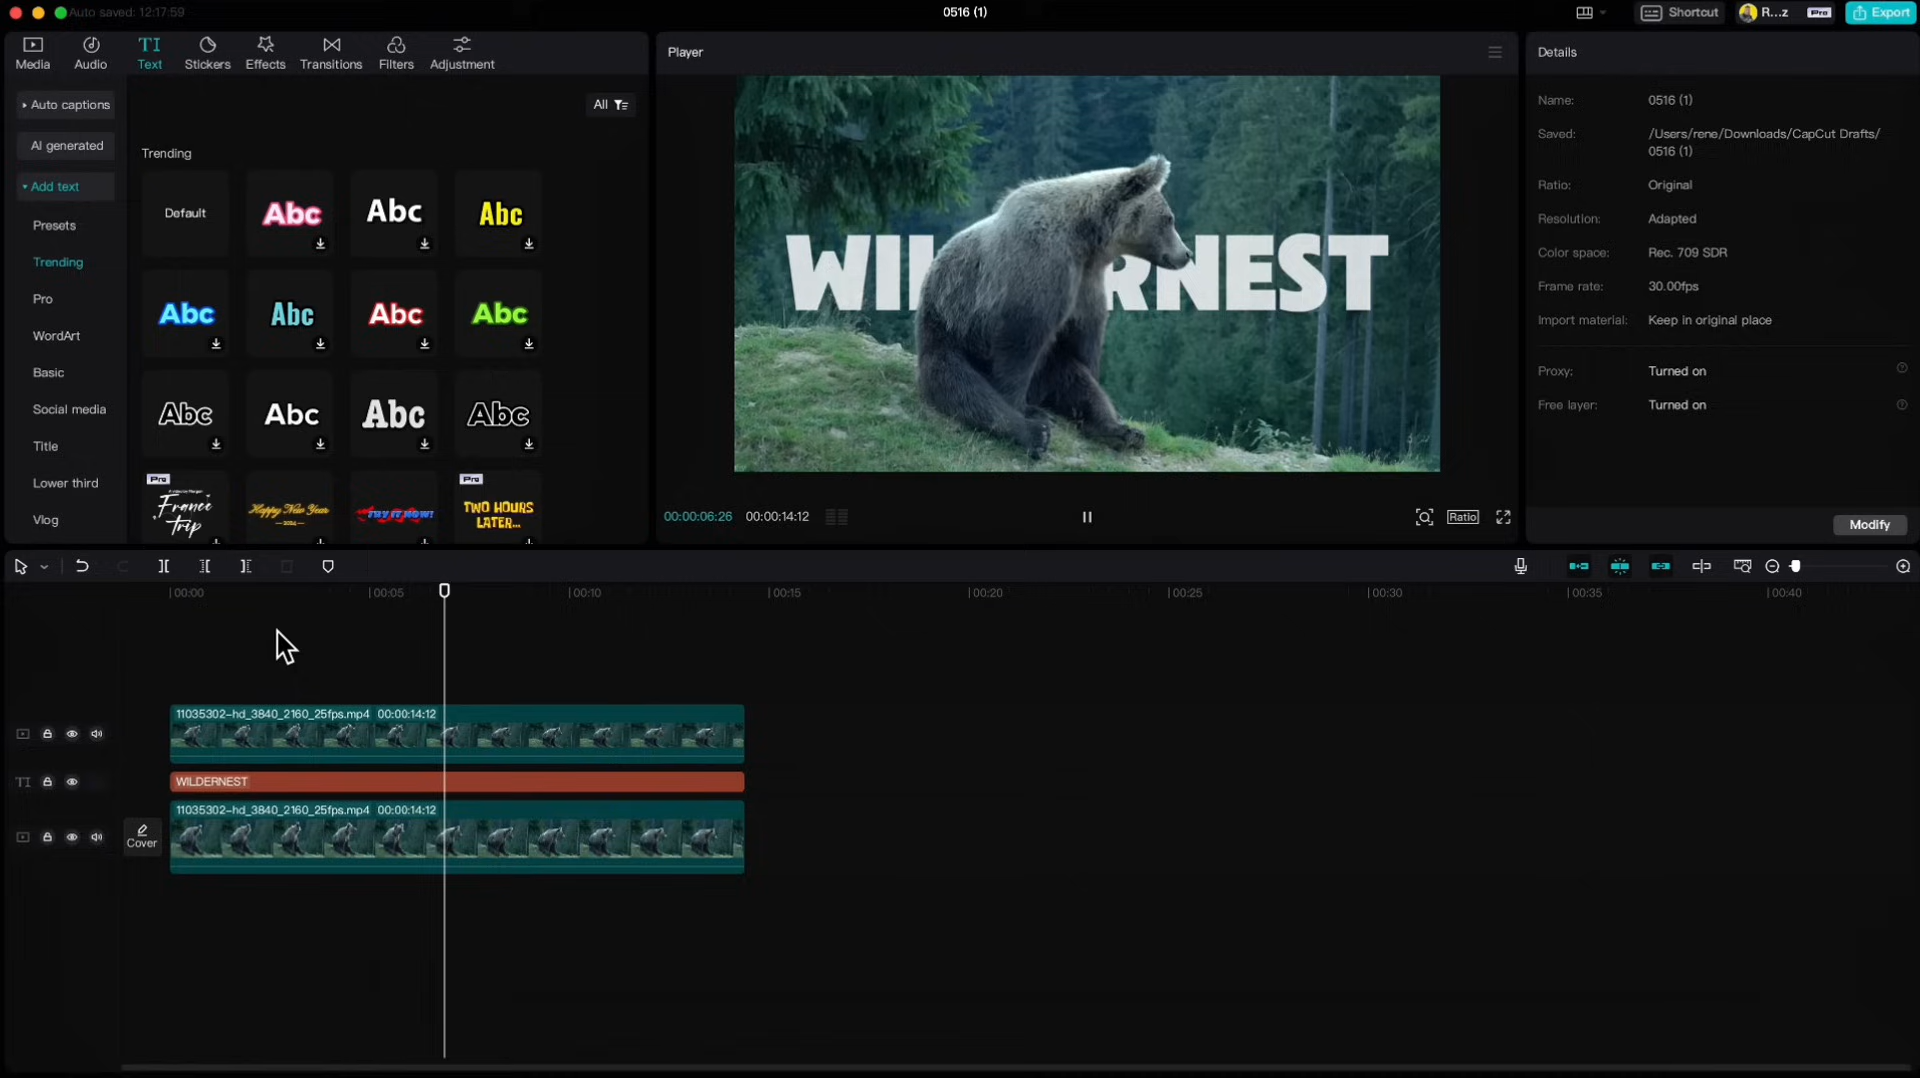 Auto saved: 12:17:59
0516 (1)
Shortcut
R...z
Pro
Export
Media
Audio
TI
Text
Stickers
Effects
Transitions
Filters
Adjustment
Auto captions
AI generated
Add text
Presets
Trending
Pro
WordArt
Basic
Social media
Title
Lower third
Vlog
All
Trending
Default
Abc
Abc
Abc
Abc
Abc
Abc
Abc
Abc
Abc
Abc
Abc
Pro
France
trip
Happy New Year
2024
TRY IT NOW!
Pro
TWO HOURS
LATER...
Player
WIL RNEST
00:00:06:26
00:00:14:12
Ratio
Details
Name:
0516 (1)
Saved:
/Users/rene/Downloads/CapCut Drafts/
0516 (1)
Ratio:
Original
Resolution:
Adapted
Color space:
Rec. 709 SDR
Frame rate:
30.00fps
Import material:
Keep in original place
Proxy:
Turned on
Free layer:
Turned on
Modify
00:00
00:05
00:10
00:15
00:20
00:25
00:30
00:35
00:40
11035302-hd_3840_2160_25fps.mp4 00:00:14:12
TI
WILDERNEST
11035302-hd_3840_2160_25fps.mp4 00:00:14:12
Cover